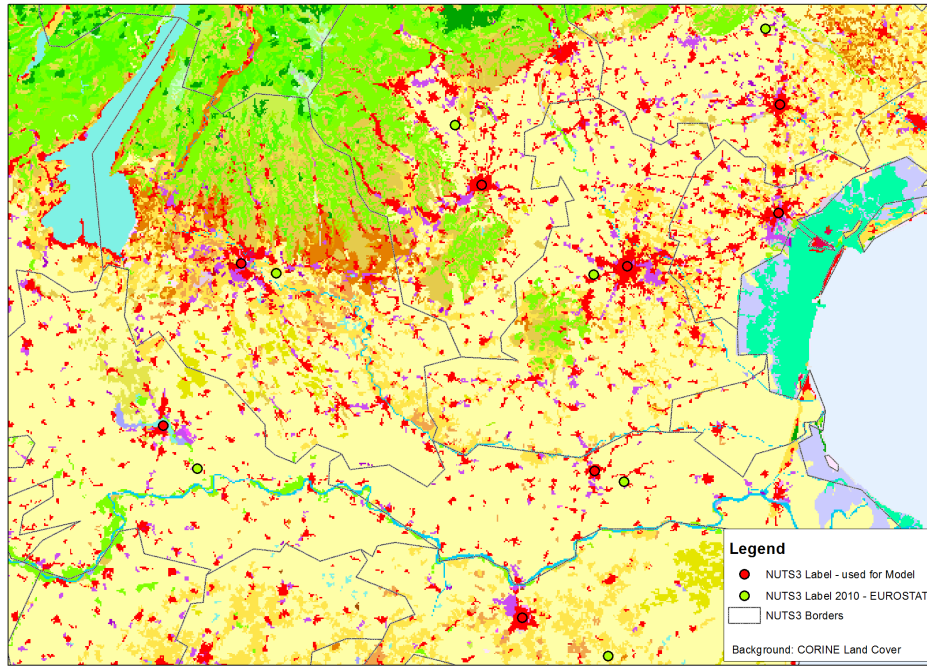 Legend
NUTS3 Label - used for Model
NUTS3 Label 2010 - EUROSTAT
NUTS3 Borders
Background: CORINE Land Cover